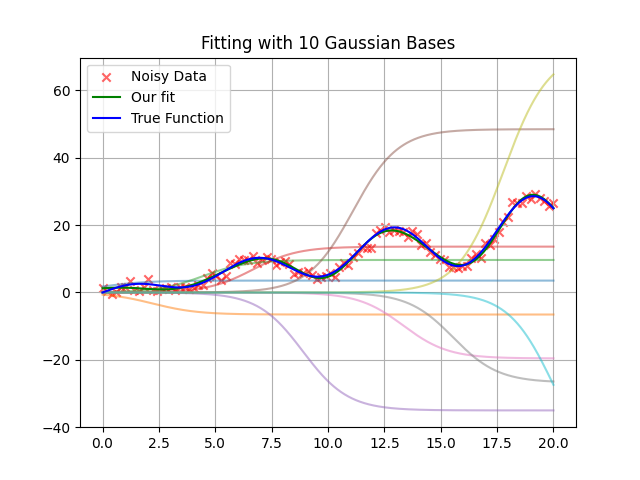 Fitting with 10 Gaussian Bases
Noisy Data
Our fit
True Function
60
40
20
0
−20
−40
0.0 2.5 5.0 7.5 10.0 12.5 15.0 17.5 20.0